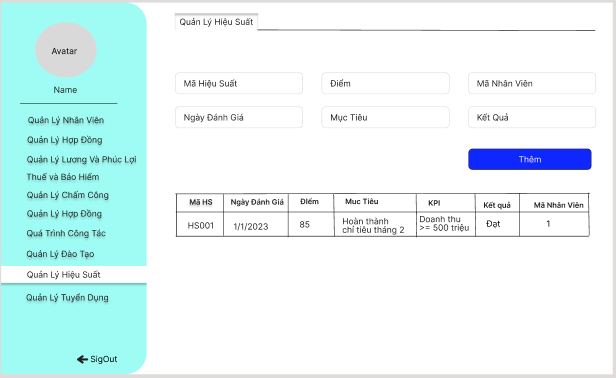 Avatar
Name
Quản Lý Nhân Viên
Quản Lý Hợp Đồng
Quản Lý Lương Và Phúc Lợi
Thuế và Bảo Hiểm
Quản Lý Chấm Công
Quản Lý Hợp Đồng
Quá Trình Công Tác
Quản Lý Đào Tạo
Quản Lý Hiệu Suất
Quản Lý Tuyển Dụng
SigOut
Quản Lý Hiệu Suất
Mã Hiệu Suất Điểm Mã Nhân Viên
Ngày Đánh Giá Mục Tiêu Kết Quả
Thêm
Mã HS Ngày Đánh Giá Điểm Muc Tiêu KPI Kết quả Mã Nhân Viên
HS001 1/1/2023 85 Hoàn thành chỉ tiêu tháng 2 Doanh thu >= 500 triệu Đạt 1